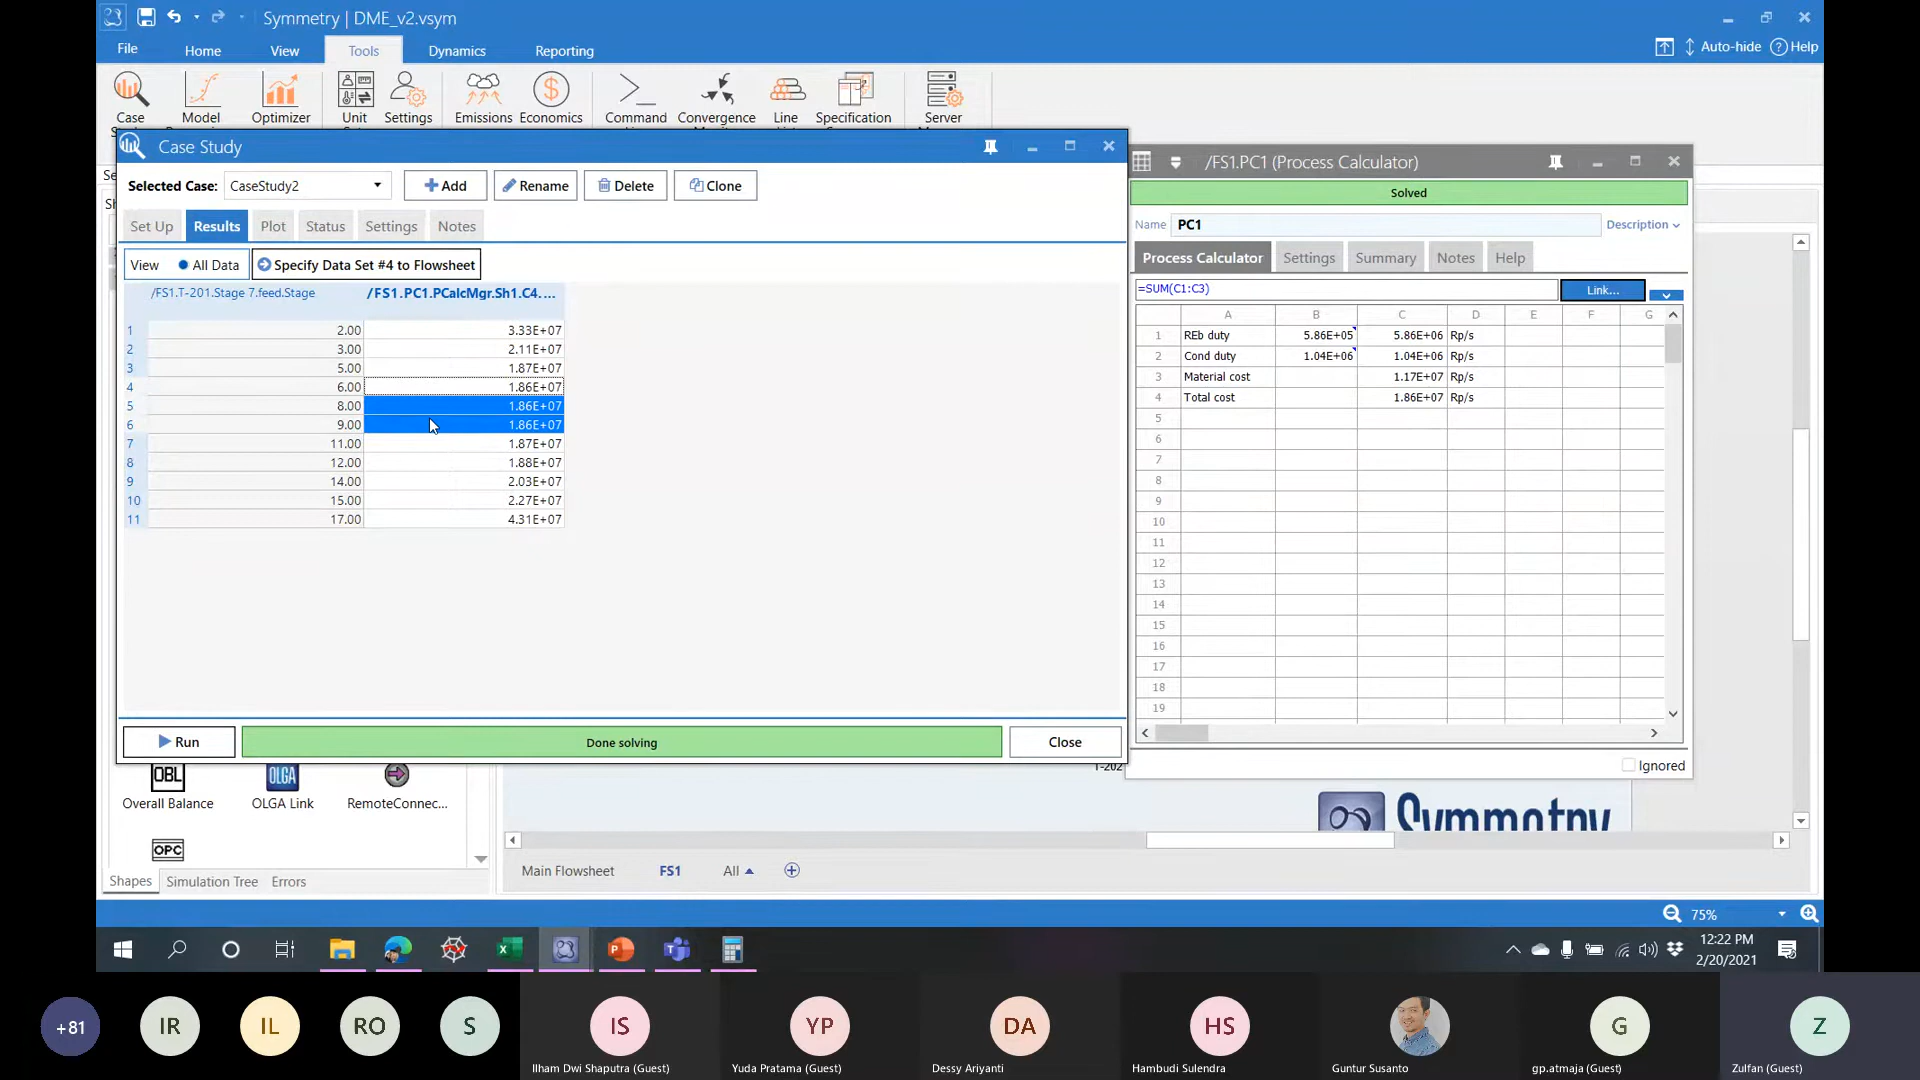 Symmetry | DME_v2.vsym
File
Home
View
Tools
Dynamics
Reporting
Auto-hide
Help
Case
Model
Optimizer
Unit
Settings
Emissions
Economics
Command
Convergence
Line
Specification
Server
Case Study
Selected Case:
CaseStudy2
Add
Rename
Delete
Clone
Set Up
Results
Plot
Status
Settings
Notes
View
All Data
Specify Data Set #4 to Flowsheet
/FS1.T-201.Stage 7.feed.Stage
/FS1.PC1.PCalcMgr.Sh1.C4....
1 2.00 3.33E+07
2 3.00 2.11E+07
3 5.00 1.87E+07
4 6.00 1.86E+07
5 8.00 1.86E+07
6 9.00 1.86E+07
7 11.00 1.87E+07
8 12.00 1.88E+07
9 14.00 2.03E+07
10 15.00 2.27E+07
11 17.00 4.31E+07
Run
Done solving
Close
/FS1.PC1 (Process Calculator)
Solved
Name
PC1
Description
Process Calculator
Settings
Summary
Notes
Help
=SUM(C1:C3)
Link...
A B C D E F G
1 REb duty 5.86E+05 5.86E+06 Rp/s
2 Cond duty 1.04E+06 1.04E+06 Rp/s
3 Material cost 1.17E+07 Rp/s
4 Total cost 1.86E+07 Rp/s
5
6
7
8
9
10
11
12
13
14
15
16
17
18
19
Ignored
T-202
Symmetry
OBL
Overall Balance
OLGA
OLGA Link
RemoteConnec...
OPC
Shapes
Simulation Tree
Errors
Main Flowsheet
FS1
All
75%
12:22 PM
2/20/2021
+81
IR
IL
RO
S
IS
Ilham Dwi Shaputra (Guest)
YP
Yuda Pratama (Guest)
DA
Dessy Ariyanti
HS
Hambudi Sulendra
Guntur Susanto
G
gp.atmaja (Guest)
Z
Zulfan (Guest)